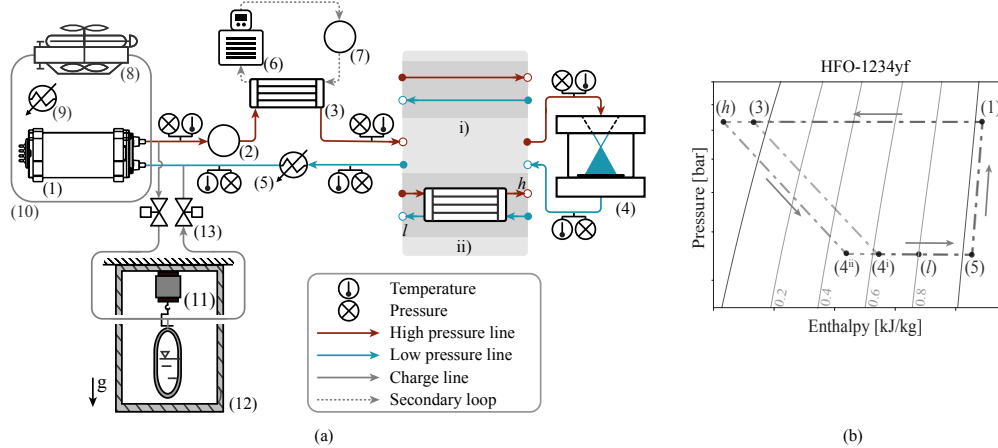 (6)
(7)
(8)
(9)
(3)
(2)
(1)
(10)
(5)
i)
h
l
ii)
(4)
(13)
(11)
g
(12)
Temperature
Pressure
High pressure line
Low pressure line
Charge line
Secondary loop
(a)
HFO-1234yf
(h)
(3)
(1)
Pressure [bar]
(4ii)
(4i)
(l)
(5)
0.2
0.4
0.6
0.8
Enthalpy [kJ/kg]
(b)